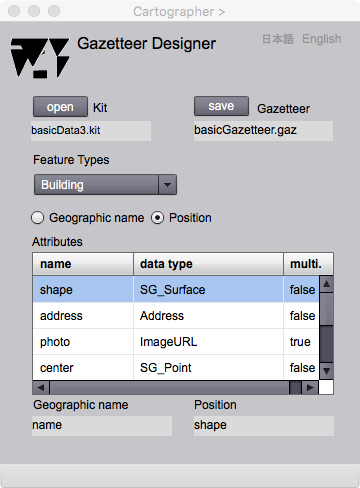 Cartographer >
Gazetteer Designer
日本語 English
open Kit
save Gazetteer
basicData3.kit
basicGazetteer.gaz
Feature Types
Building
Geographic name Position
Attributes
name data type multi.
shape SG_Surface false
address Address false
photo ImageURL true
center SG_Point false
Geographic name Position
name shape